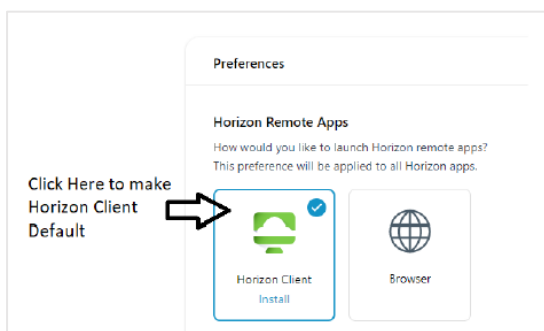 Preferences
Horizon Remote Apps
How would you like to launch Horizon remote apps?
This preference will be applied to all Horizon apps.
Click Here to make
Horizon Client
Default
Horizon Client
Install
Browser